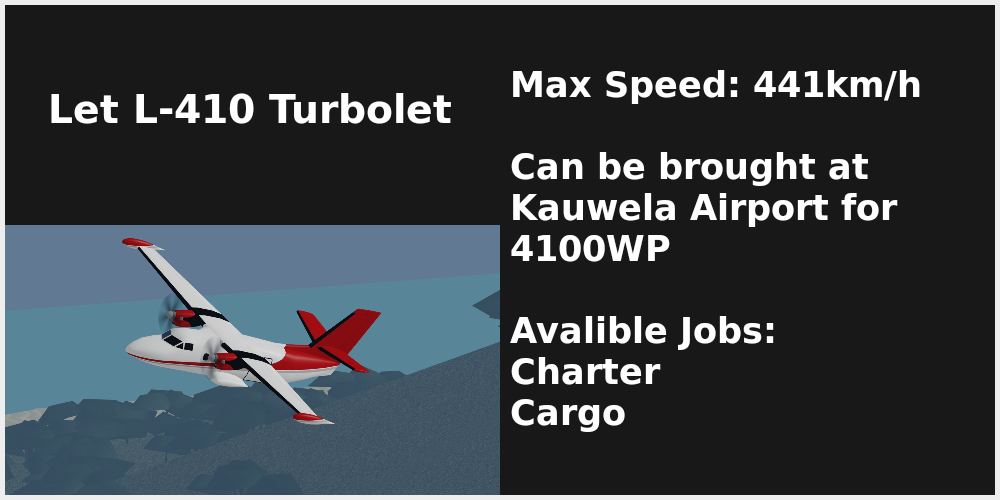 Let L-410 Turbolet
Max Speed: 441km/h
Can be brought at
Kauwela Airport for
4100WP
Avalible Jobs:
Charter
Cargo